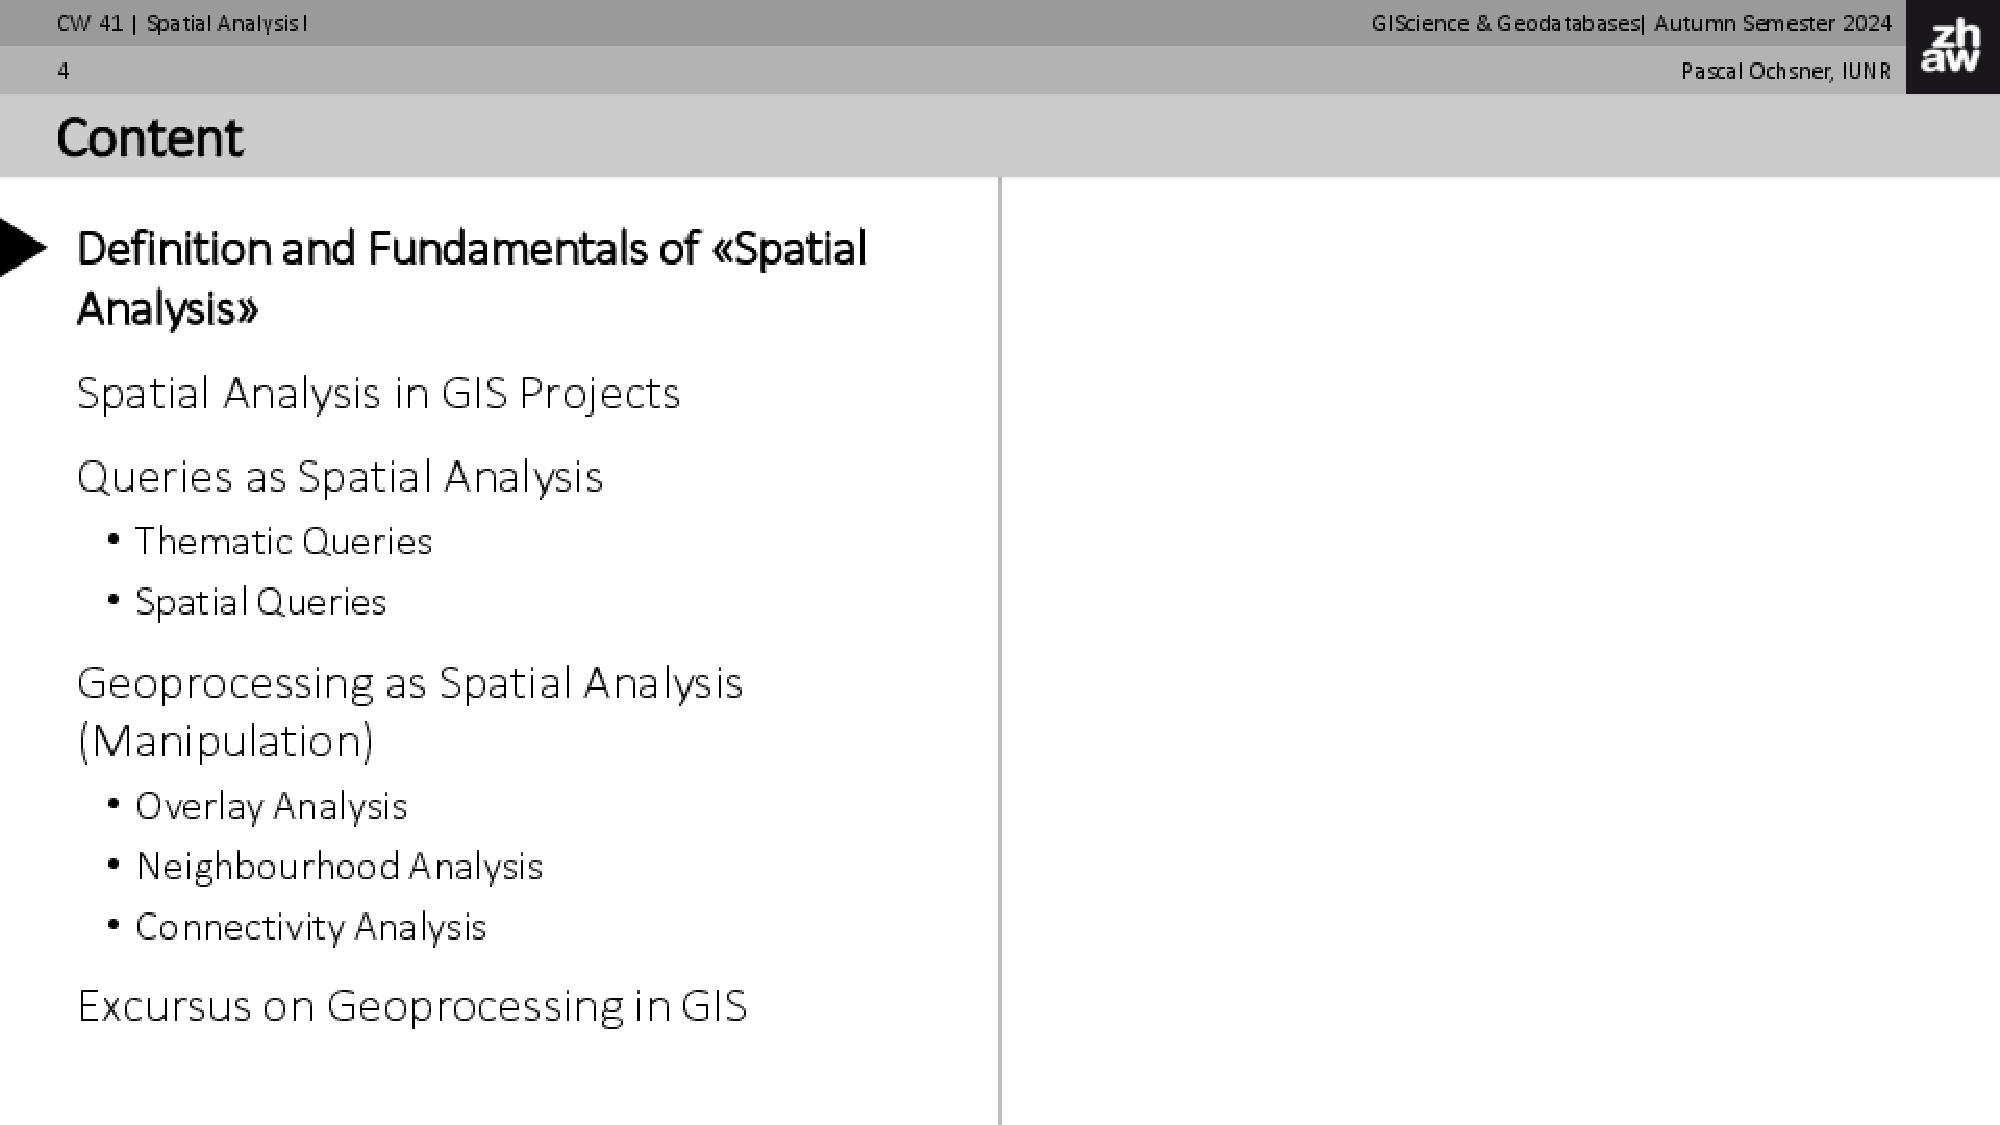 CW 41 | Spatial Analysis I
GIScience & Geodatabases| Autumn Semester 2024
4
Pascal Ochsner, IUNR
zh
aw
Content
Definition and Fundamentals of «Spatial
Analysis»
Spatial Analysis in GIS Projects
Queries as Spatial Analysis
• Thematic Queries
• Spatial Queries
Geoprocessing as Spatial Analysis
(Manipulation)
• Overlay Analysis
• Neighbourhood Analysis
• Connectivity Analysis
Excursus on Geoprocessing in GIS